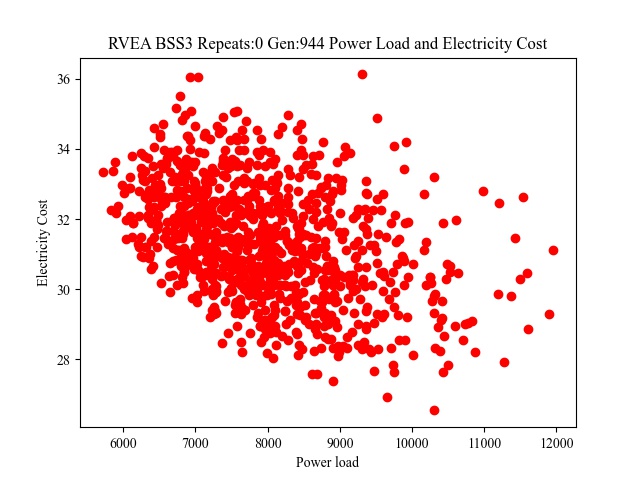 RVEA BSS3 Repeats:0 Gen:944 Power Load and Electricity Cost
36
34
32
30
28
Electricity Cost
6000 7000 8000 9000 10000 11000 12000
Power load